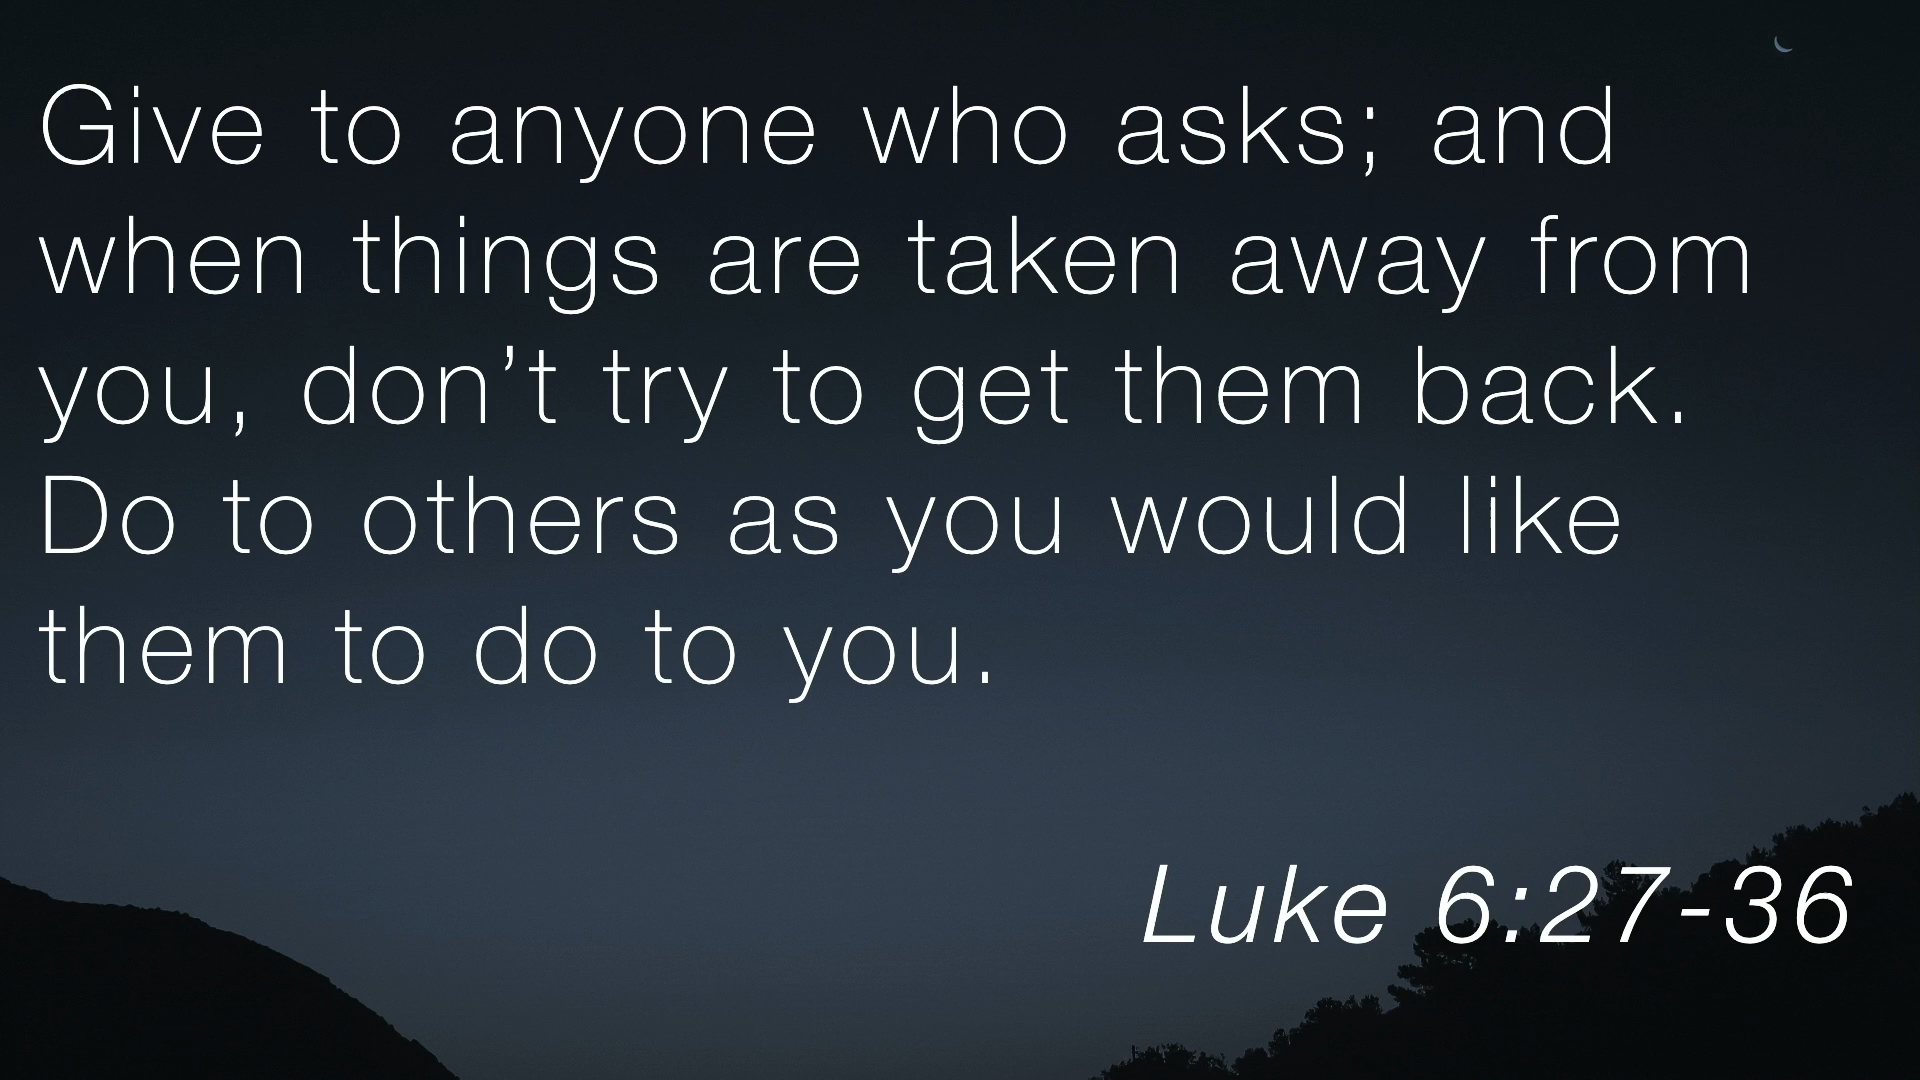 Give to anyone who asks; and
when things are taken away from
you, don’t try to get them back.
Do to others as you would like
them to do to you.
Luke 6:27-36